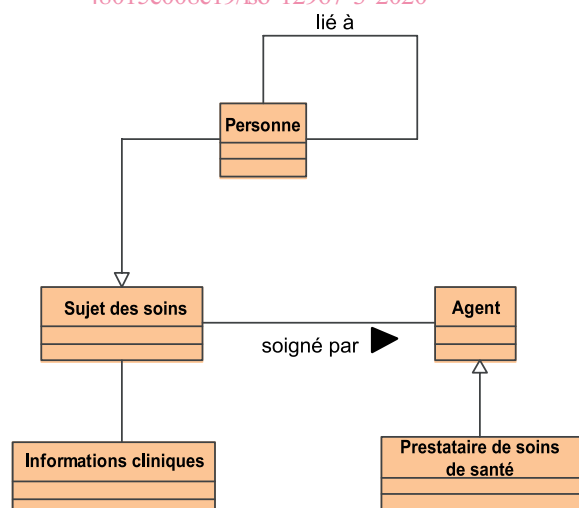 lié à
Personne
Sujet des soins
Agent
soigné par
Informations cliniques
Prestataire de soins
de santé